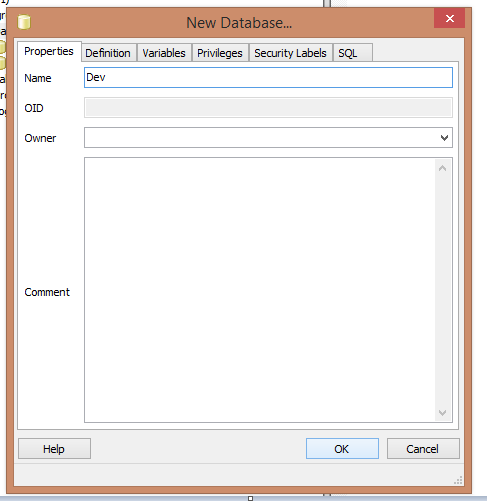 New Database...
Properties Definition Variables Privileges Security Labels SQL
Name Dev
OID
Owner
Comment
Help OK Cancel